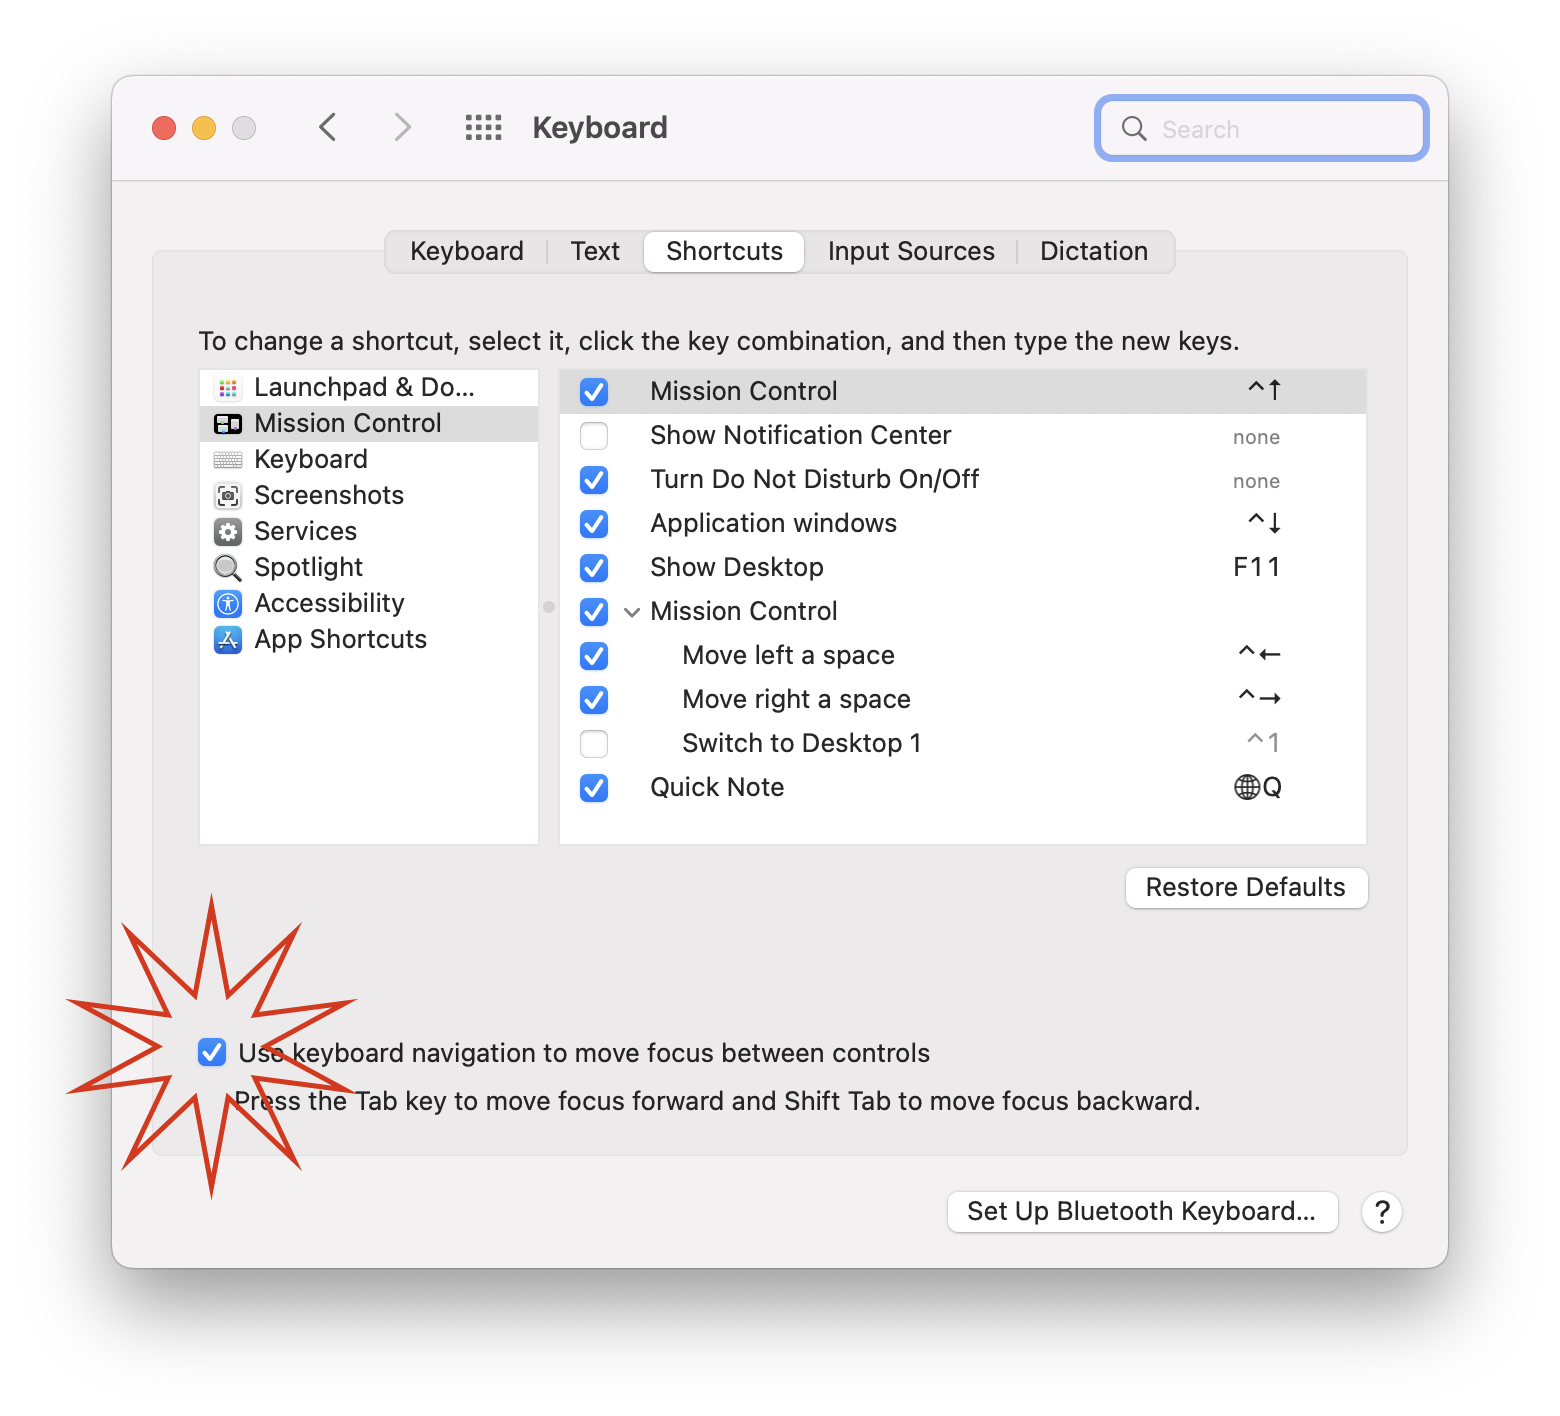 Keyboard
Search
Keyboard Text Shortcuts Input Sources Dictation
To change a shortcut, select it, click the key combination, and then type the new keys.
Launchpad & Do...
Mission Control
Keyboard
Screenshots
Services
Spotlight
Accessibility
App Shortcuts
Mission Control ^↑
Show Notification Center none
Turn Do Not Disturb On/Off none
Application windows ^↓
Show Desktop F11
Mission Control
Move left a space ^←
Move right a space ^→
Switch to Desktop 1 ^1
Quick Note 🌐Q
Restore Defaults
Use keyboard navigation to move focus between controls
Press the Tab key to move focus forward and Shift Tab to move focus backward.
Set Up Bluetooth Keyboard... ?